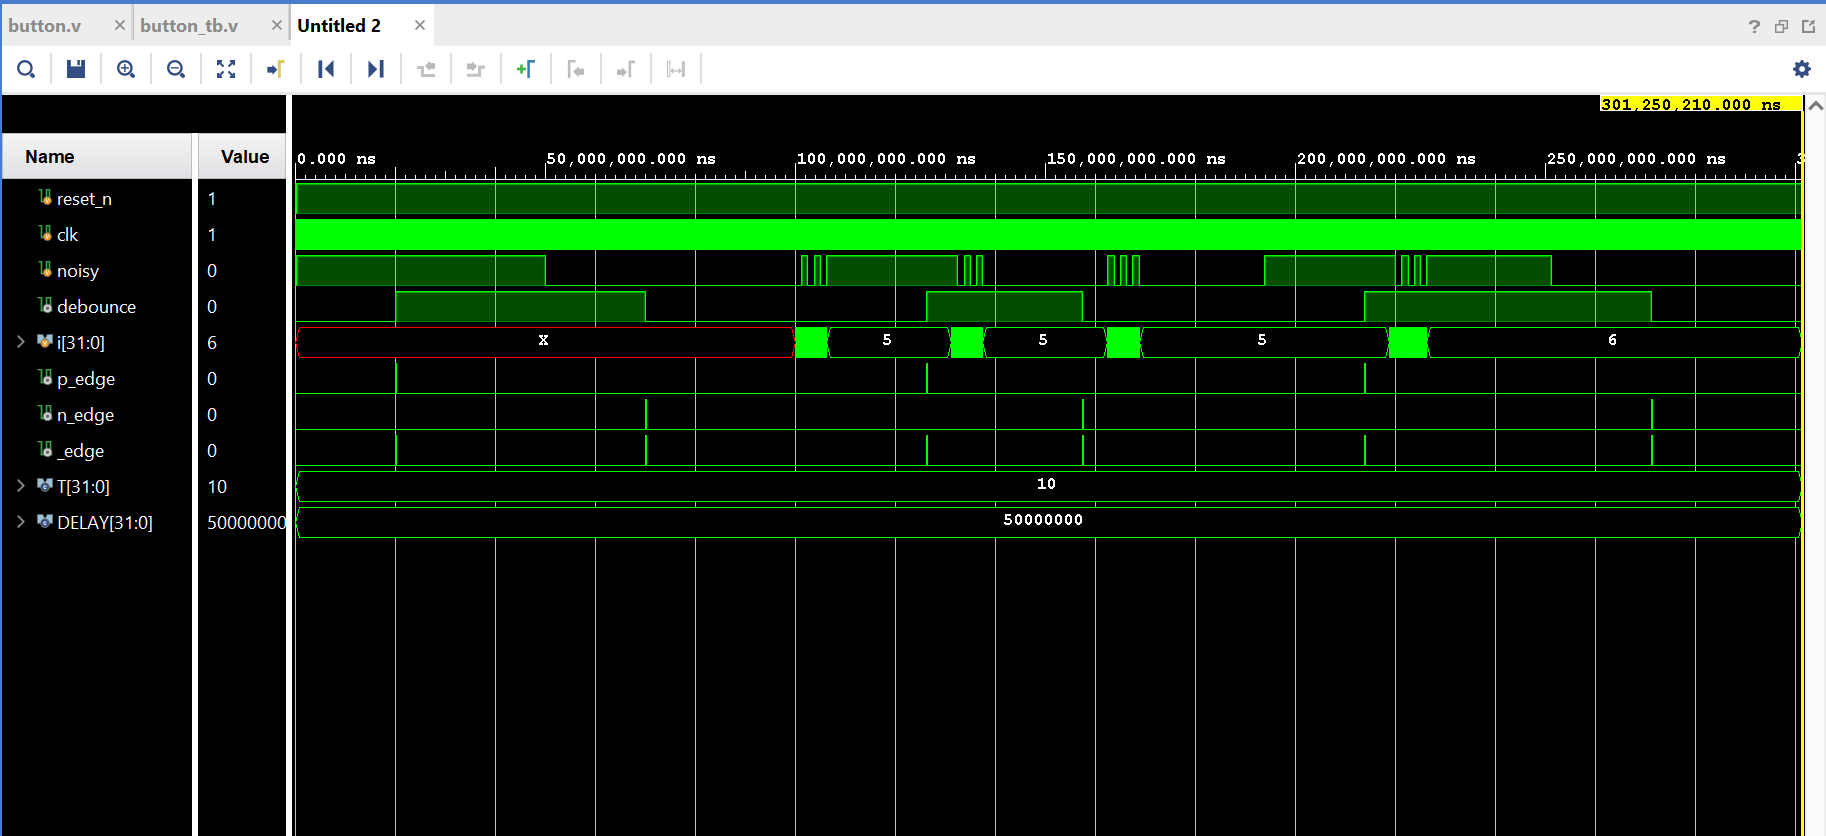 button.v × button_tb.v × Untitled 2 ×
?
301,250,210.000 ns
Name Value
0.000 ns 50,000,000.000 ns 100,000,000.000 ns 150,000,000.000 ns 200,000,000.000 ns 250,000,000.000 ns 3
reset_n 1
clk 1
noisy 0
debounce 0
i[31:0] 6 X 5 5 5 6
p_edge 0
n_edge 0
_edge 0
T[31:0] 10 10
DELAY[31:0] 50000000 50000000